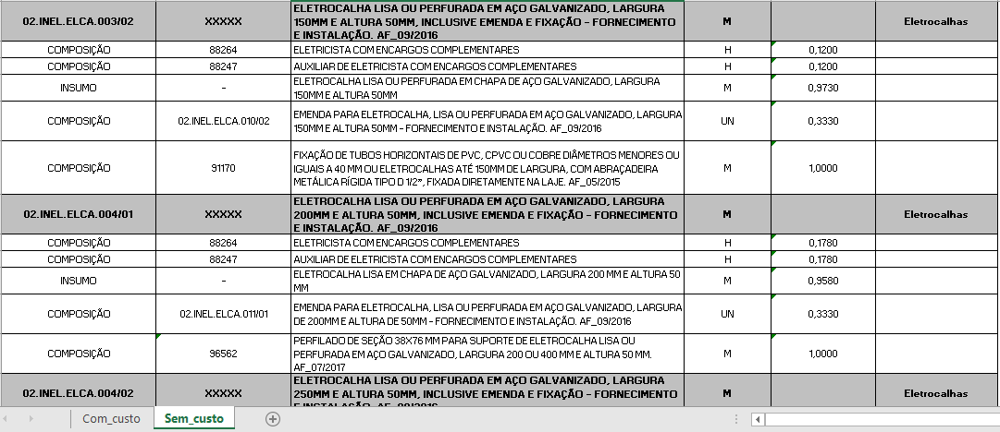 ELETROCALHA LISA OU PERFURADA EM AÇO GALVANIZADO, LARGURA
02.INEL.ELCA.003/02 XXXXX 150MM E ALTURA 50MM, INCLUSIVE EMENDA E FIXAÇÃO – FORNECIMENTO M Eletrocalhas
E INSTALAÇÃO. AF_09/2016
COMPOSIÇÃO 88264 ELETRICISTA COM ENCARGOS COMPLEMENTARES H 0,1200
COMPOSIÇÃO 88247 AUXILIAR DE ELETRICISTA COM ENCARGOS COMPLEMENTARES H 0,1200
ELETROCALHA LISA OU PERFURADA EM CHAPA DE AÇO GALVANIZADO, LARGURA
INSUMO - M 0,9730
150MM E ALTURA 50MM
EMENDA PARA ELETROCALHA, LISA OU PERFURADA EM AÇO GALVANIZADO, LARGURA
COMPOSIÇÃO 02.INEL.ELCA.010/02 UN 0,3330
150MM E ALTURA 50MM – FORNECIMENTO E INSTALAÇÃO. AF_09/2016
FIXAÇÃO DE TUBOS HORIZONTAIS DE PVC, CPVC OU COBRE DIÂMETROS MENORES OU
COMPOSIÇÃO 91170 IGUAIS A 40 MM OU ELETROCALHAS ATÉ 150MM DE LARGURA, COM ABRAÇADEIRA M 1,0000
METÁLICA RÍGIDA TIPO D 1/2", FIXADA DIRETAMENTE NA LAJE. AF_05/2015
ELETROCALHA LISA OU PERFURADA EM AÇO GALVANIZADO, LARGURA
02.INEL.ELCA.004/01 XXXXX 200MM E ALTURA 50MM, INCLUSIVE EMENDA E FIXAÇÃO – FORNECIMENTO M Eletrocalhas
E INSTALAÇÃO. AF_09/2016
COMPOSIÇÃO 88264 ELETRICISTA COM ENCARGOS COMPLEMENTARES H 0,1780
COMPOSIÇÃO 88247 AUXILIAR DE ELETRICISTA COM ENCARGOS COMPLEMENTARES H 0,1780
ELETROCALHA LISA EM CHAPA DE AÇO GALVANIZADO, LARGURA 200 MM E ALTURA 50
INSUMO - M 0,9580
MM
EMENDA PARA ELETROCALHA, LISA OU PERFURADA EM AÇO GALVANIZADO, LARGURA
COMPOSIÇÃO 02.INEL.ELCA.011/01 UN 0,3330
DE 200MM E ALTURA DE 50MM – FORNECIMENTO E INSTALAÇÃO. AF_09/2016
PERFILADO DE SEÇÃO 38X76 MM PARA SUPORTE DE ELETROCALHA LISA OU
COMPOSIÇÃO 96562 PERFURADA EM AÇO GALVANIZADO, LARGURA 200 OU 400 MM E ALTURA 50 MM. M 1,0000
AF_07/2017
ELETROCALHA LISA OU PERFURADA EM AÇO GALVANIZADO, LARGURA
02.INEL.ELCA.004/02 XXXXX 250MM E ALTURA 50MM, INCLUSIVE EMENDA E FIXAÇÃO – FORNECIMENTO M Eletrocalhas
E INSTALAÇÃO. AF_09/2016
Com_custo Sem_custo